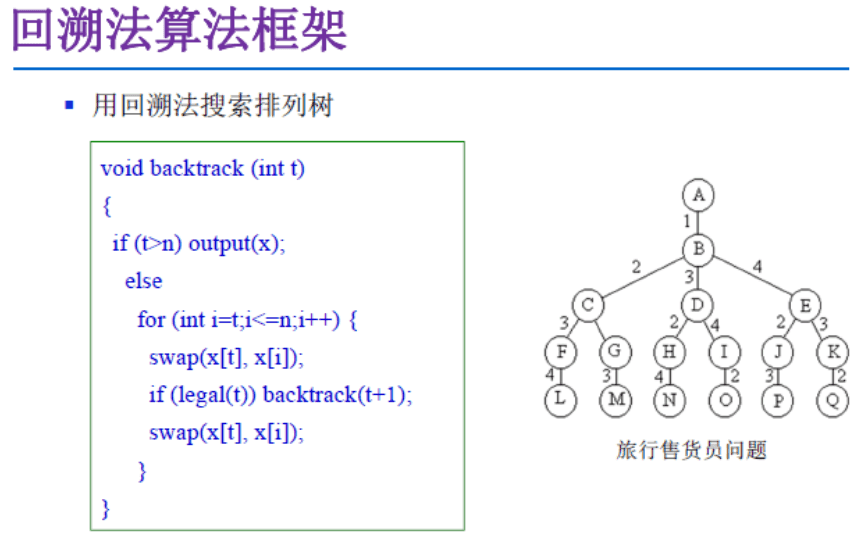 回溯法算法框架
用回溯法搜索排列树
void backtrack (int t)
{
if (t>n) output(x);
else
for (int i=t;i<=n;i++) {
swap(x[t], x[i]);
if (legal(t)) backtrack(t+1);
swap(x[t], x[i]);
}
}
A
1
B
2 3 4
C D E
3 2 4 2 3
F G H I J K
4 3 4 2 3 2
L M N O P Q
旅行售货员问题